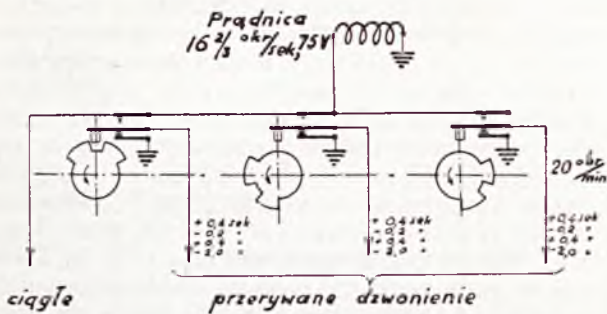 Prądnica
16 2/3 okr/sek, 75V
20 obr/min
+ 0,4 sek
- 0,2 "
+ 0,4 "
- 2,0 "
+ 0,4 sek
- 0,2 "
+ 0,4 "
- 2,0 "
+ 0,4 sek
- 0,2 "
+ 0,4 "
- 2,0 "
ciągłe
przerywane dzwonienie